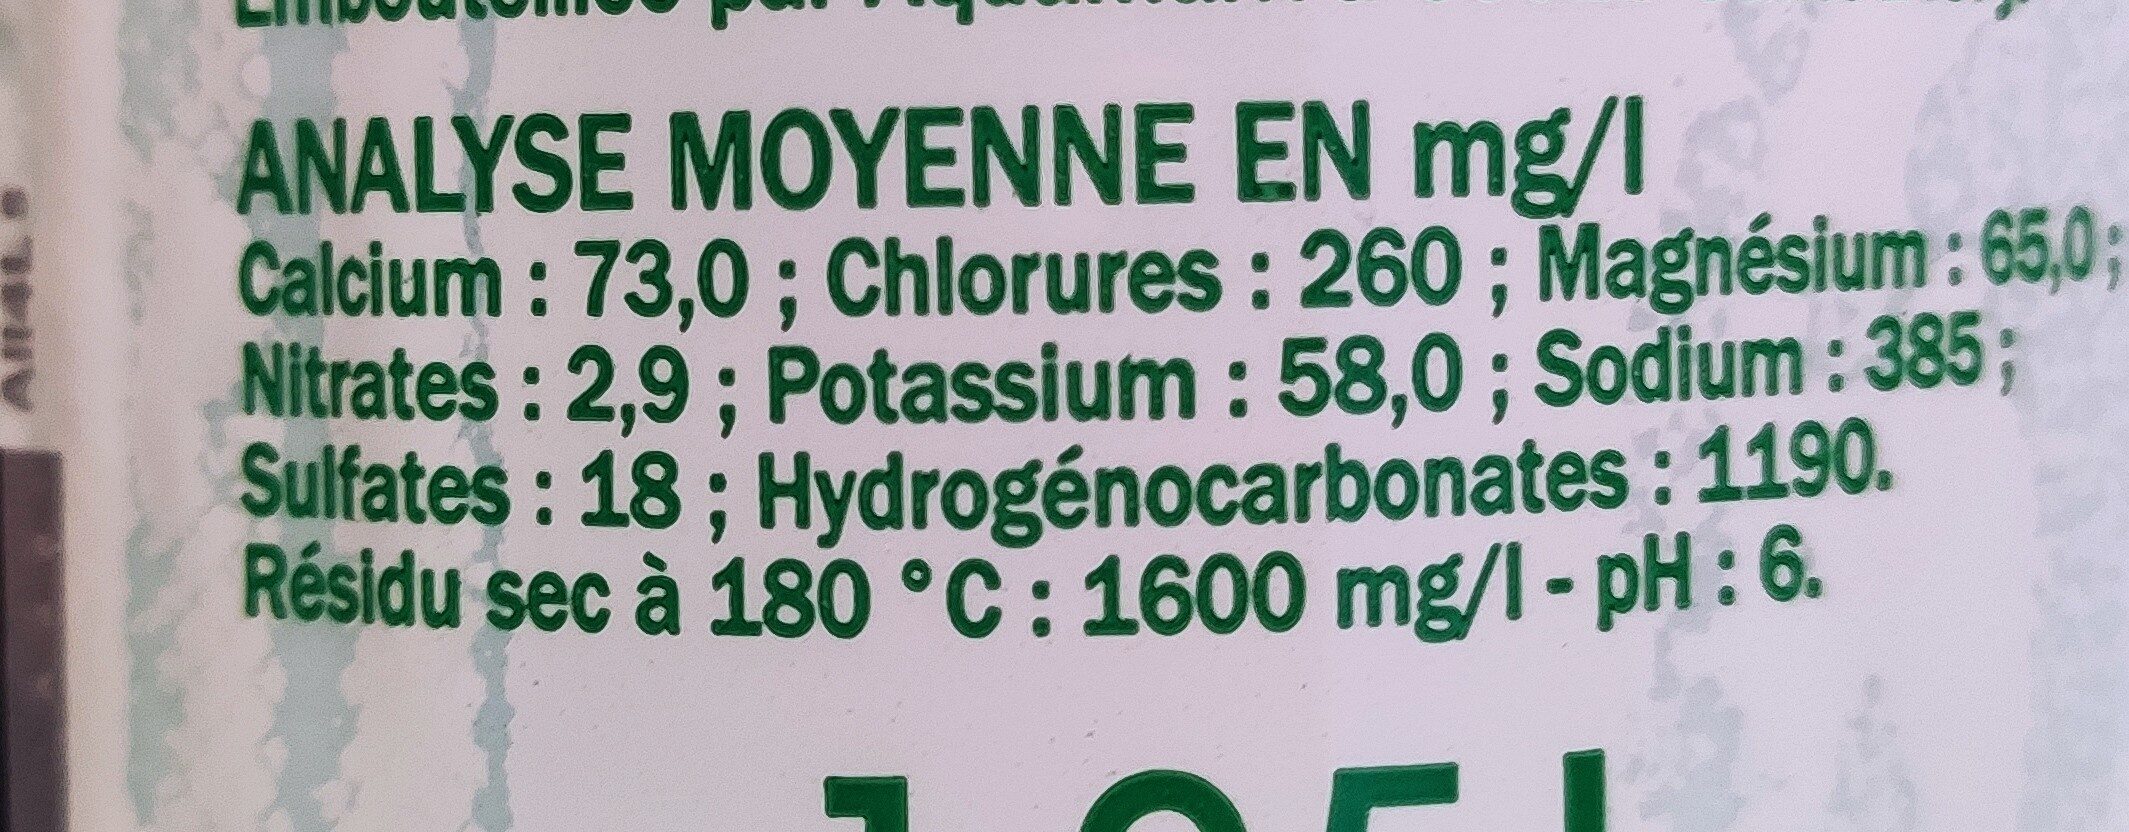 ANALYSE MOYENNE EN mg/l
Calcium : 73,0 ; Chlorures : 260 ; Magnésium : 65,0 ;
Nitrates : 2,9 ; Potassium : 58,0 ; Sodium : 385 ;
Sulfates : 18 ; Hydrogénocarbonates : 1190.
Résidu sec à 180 °C : 1600 mg/l - pH : 6.